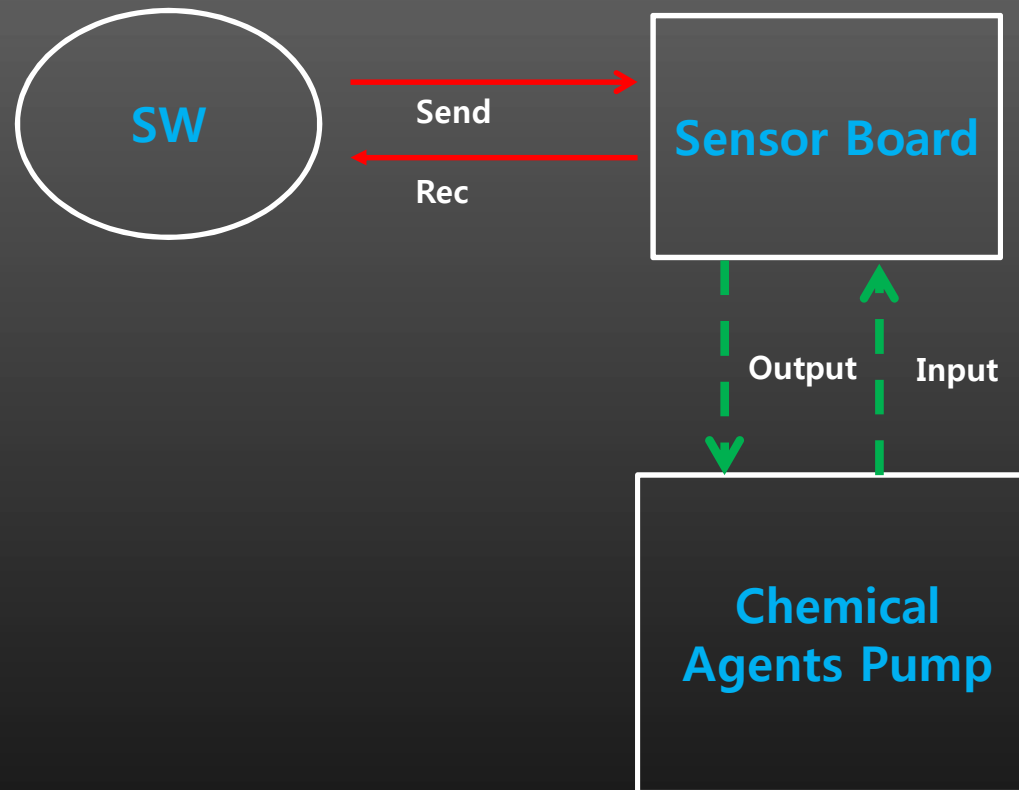 SW
Send
Rec
Sensor Board
Output
Input
Chemical
Agents Pump